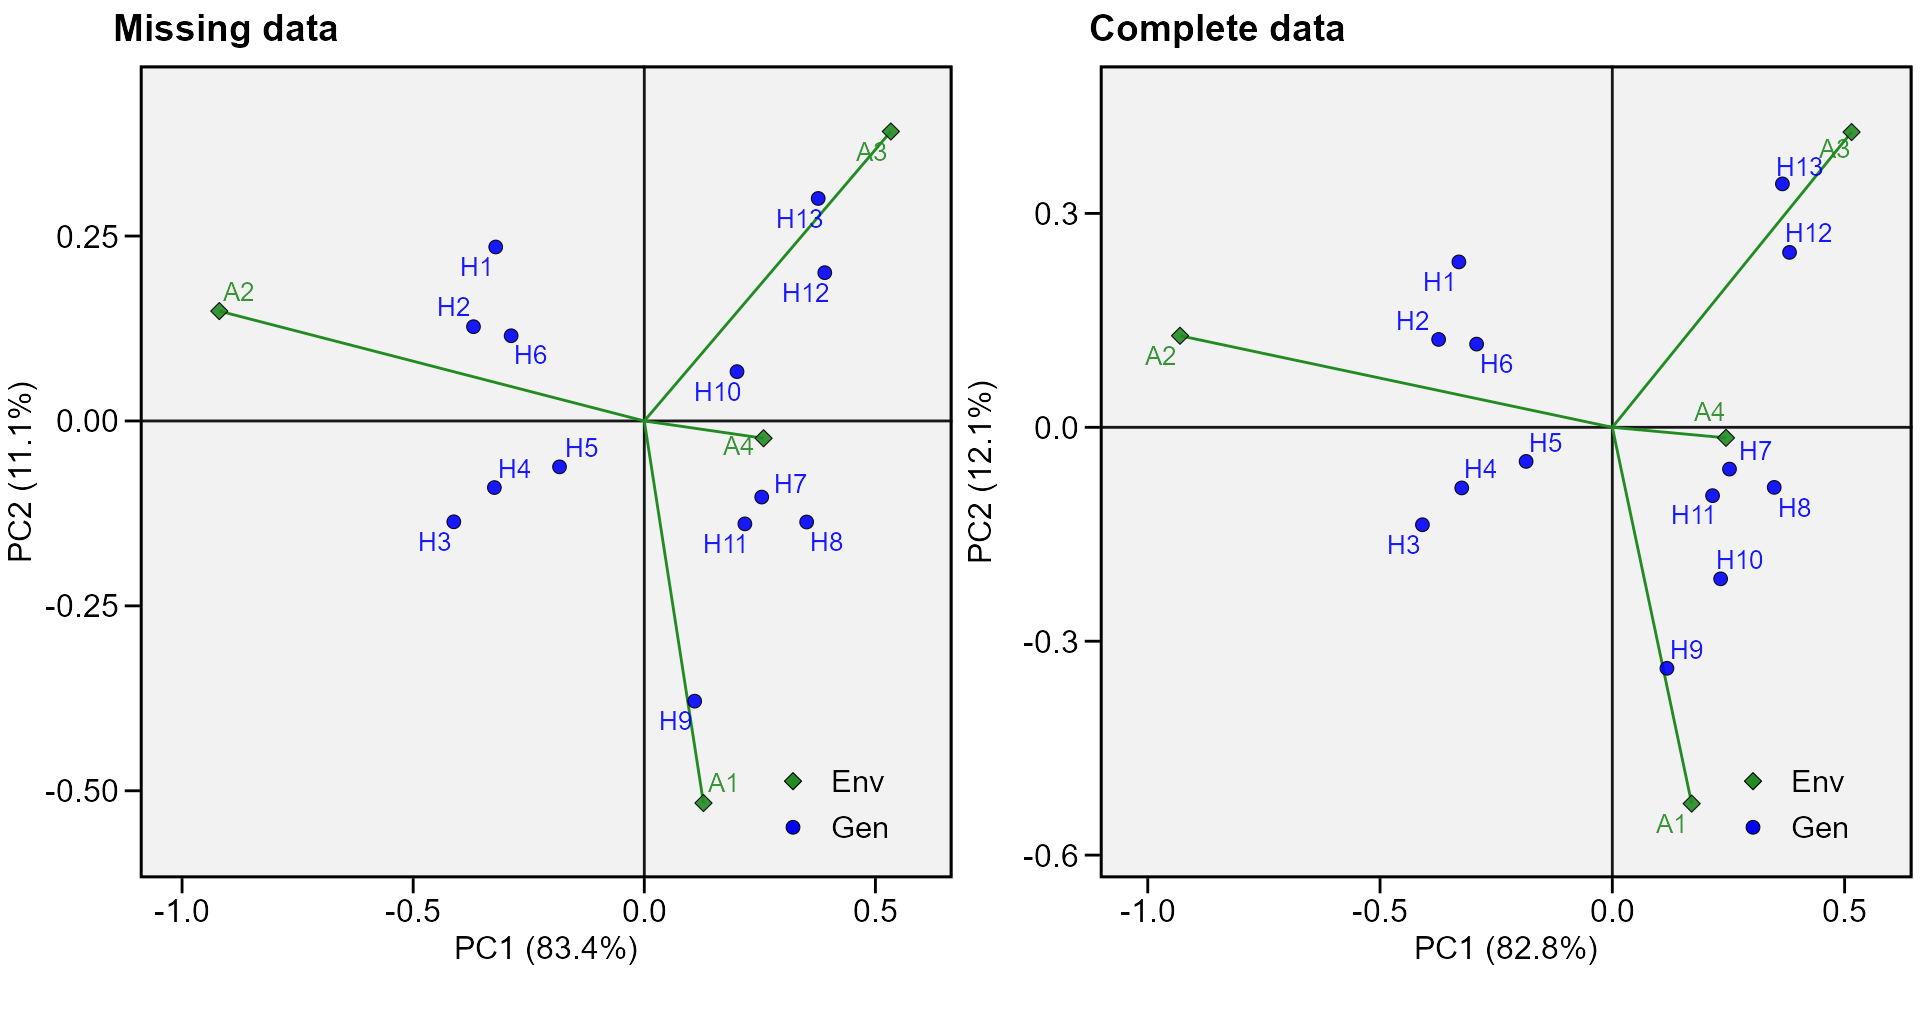 Missing data
A3
H13
H1
H12
A2
H2
H6
H10
H5
A4
H4
H7
H3
H11
H8
H9
A1
Env
Gen
0.25
0.00
-0.25
-0.50
-1.0
-0.5
0.0
0.5
PC1 (83.4%)
PC2 (11.1%)
Complete data
A3
H13
H12
H1
H2
A2
H6
A4
H5
H7
H4
H8
H11
H3
H10
H9
A1
Env
Gen
0.3
0.0
-0.3
-0.6
-1.0
-0.5
0.0
0.5
PC1 (82.8%)
PC2 (12.1%)